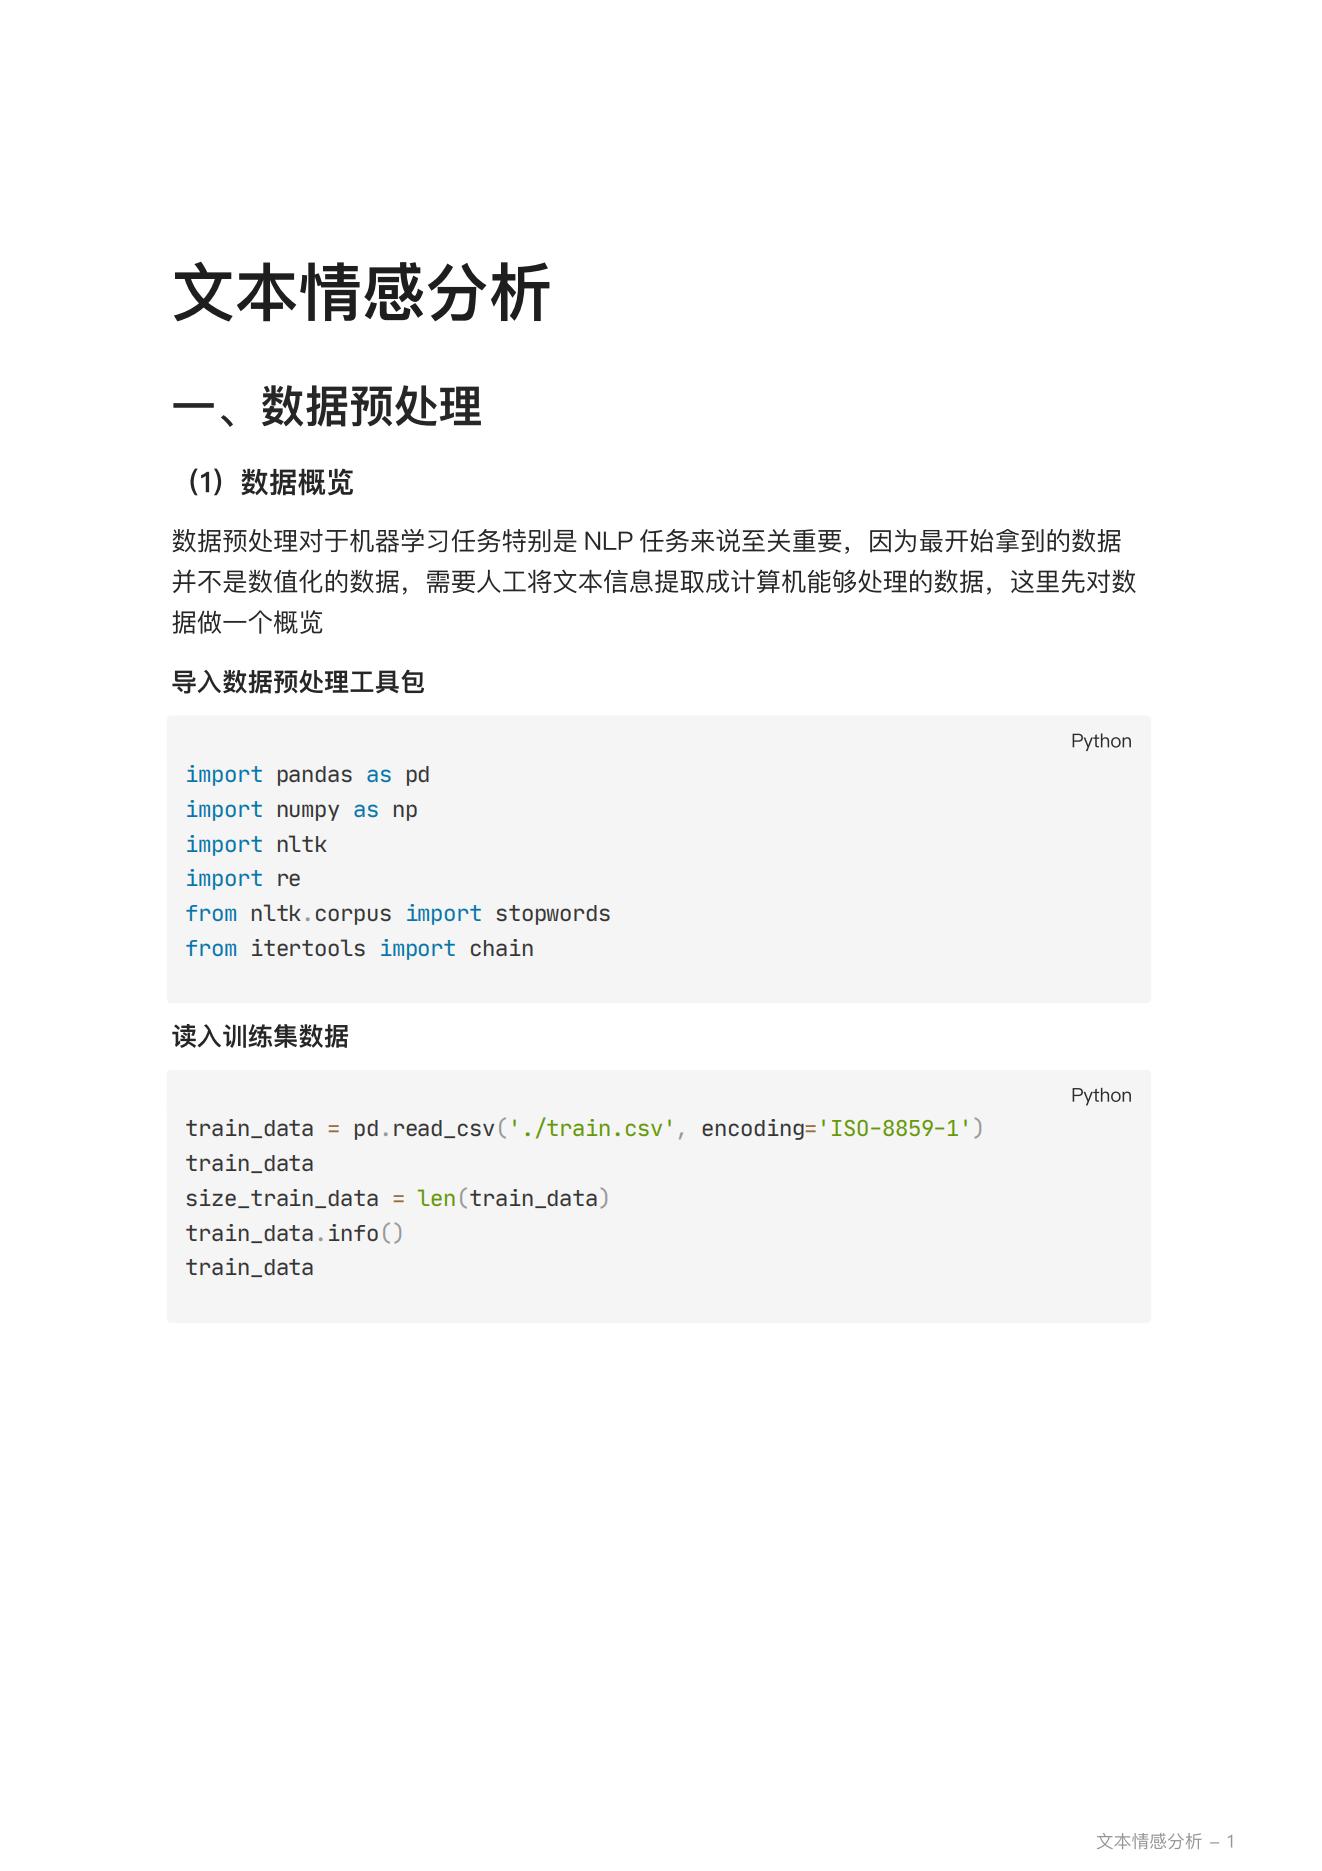 文本情感分析
一、数据预处理
（1）数据概览
数据预处理对于机器学习任务特别是 NLP 任务来说至关重要，因为最开始拿到的数据
并不是数值化的数据，需要人工将文本信息提取成计算机能够处理的数据，这里先对数
据做一个概览
导入数据预处理工具包
Python
import pandas as pd
import numpy as np
import nltk
import re
from nltk.corpus import stopwords
from itertools import chain
读入训练集数据
Python
train_data = pd.read_csv('./train.csv', encoding='ISO-8859-1')
train_data
size_train_data = len(train_data)
train_data.info()
train_data
文本情感分析 – 1